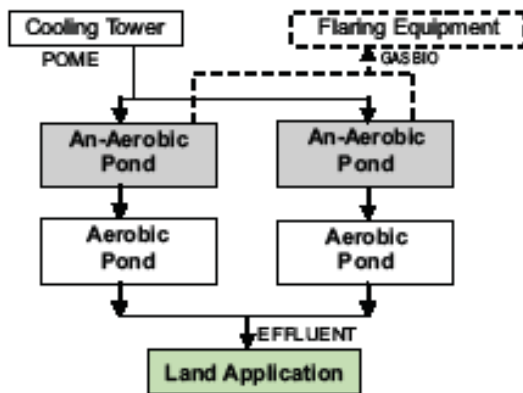 Cooling Tower
Flaring Equipment
POME
GASBIO
An-Aerobic
Pond
An-Aerobic
Pond
Aerobic
Pond
Aerobic
Pond
EFFLUENT
Land Application